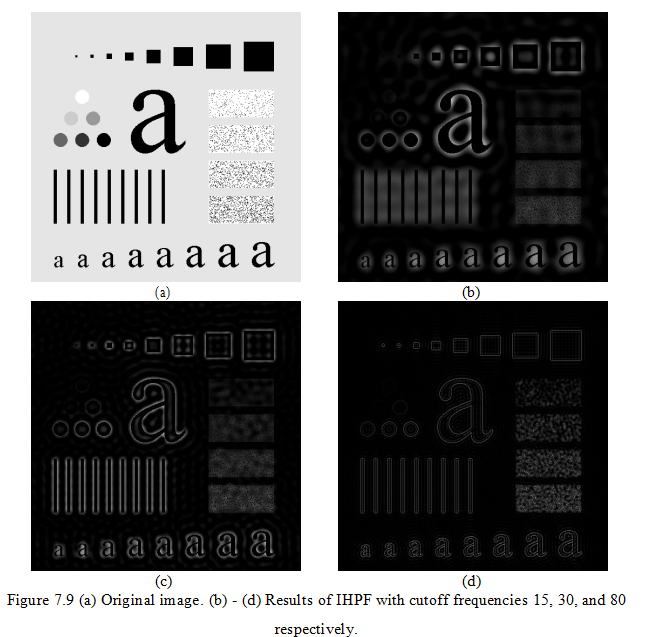 a
a a a a a a a a
a
a a a a a a a a
(a)
(b)
a
a a a a a a a a
a
a a a a a a a a
(c)
(d)
Figure 7.9 (a) Original image. (b) - (d) Results of IHPF with cutoff frequencies 15, 30, and 80
respectively.